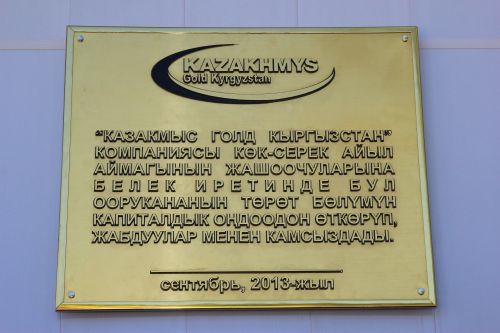 KAZAKHMYS
Gold Kyrgyzstan
"КАЗАКМЫС ГОЛД КЫРГЫЗСТАН"
КОМПАНИЯСЫ КӨК-СЕРЕК АЙЫЛ
АЙМАГЫНЫН ЖАШООЧУЛАРЫНА
БЕЛЕК ИРЕТИНДЕ БУЛ
ООРУКАНАНЫН ТӨРӨТ БӨЛҮМҮН
КАПИТАЛДЫК ОҢДООДОН ӨТКӨРҮП,
ЖАБДУУЛАР МЕНЕН КАМСЫЗДАДЫ.
сентябрь, 2013-жыл